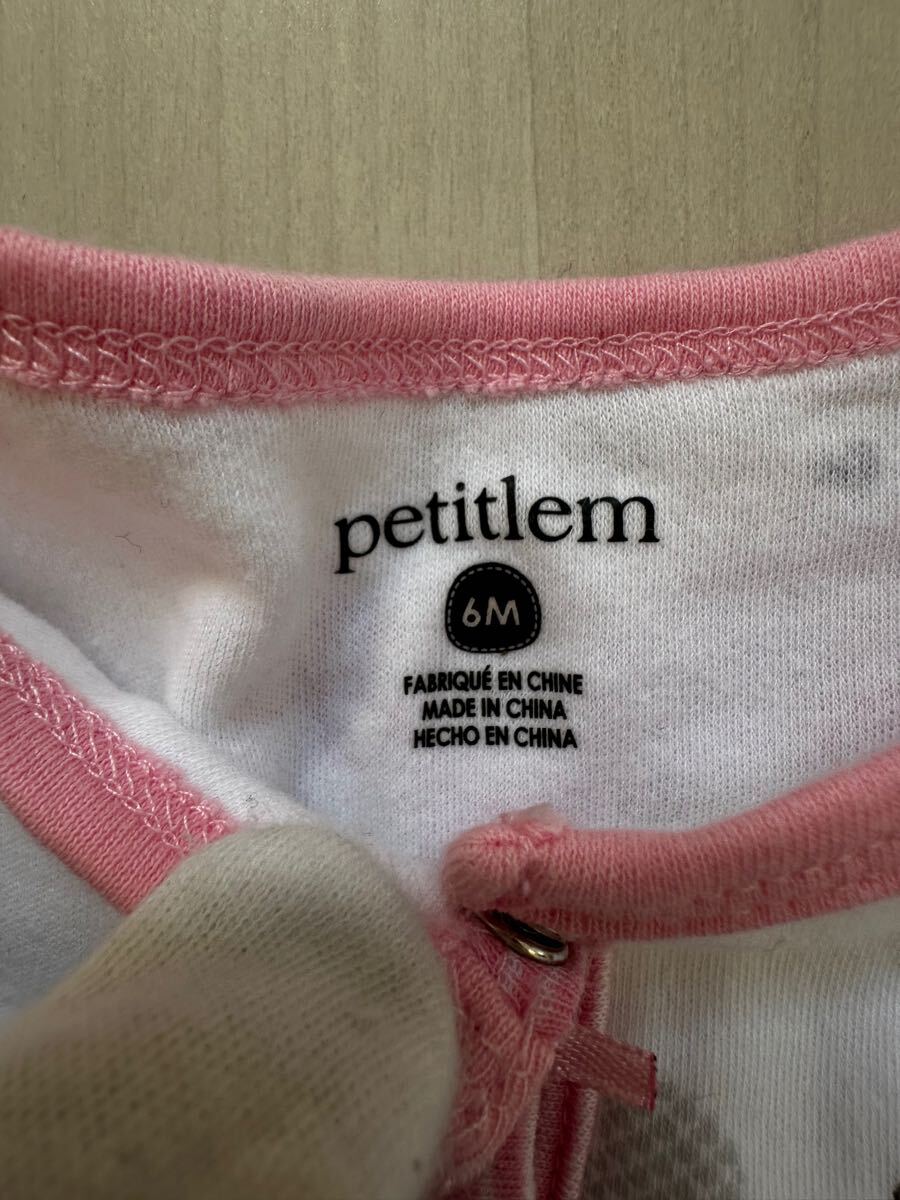 petitlem
6M
FABRIQUÉ EN CHINE
MADE IN CHINA
HECHO EN CHINA